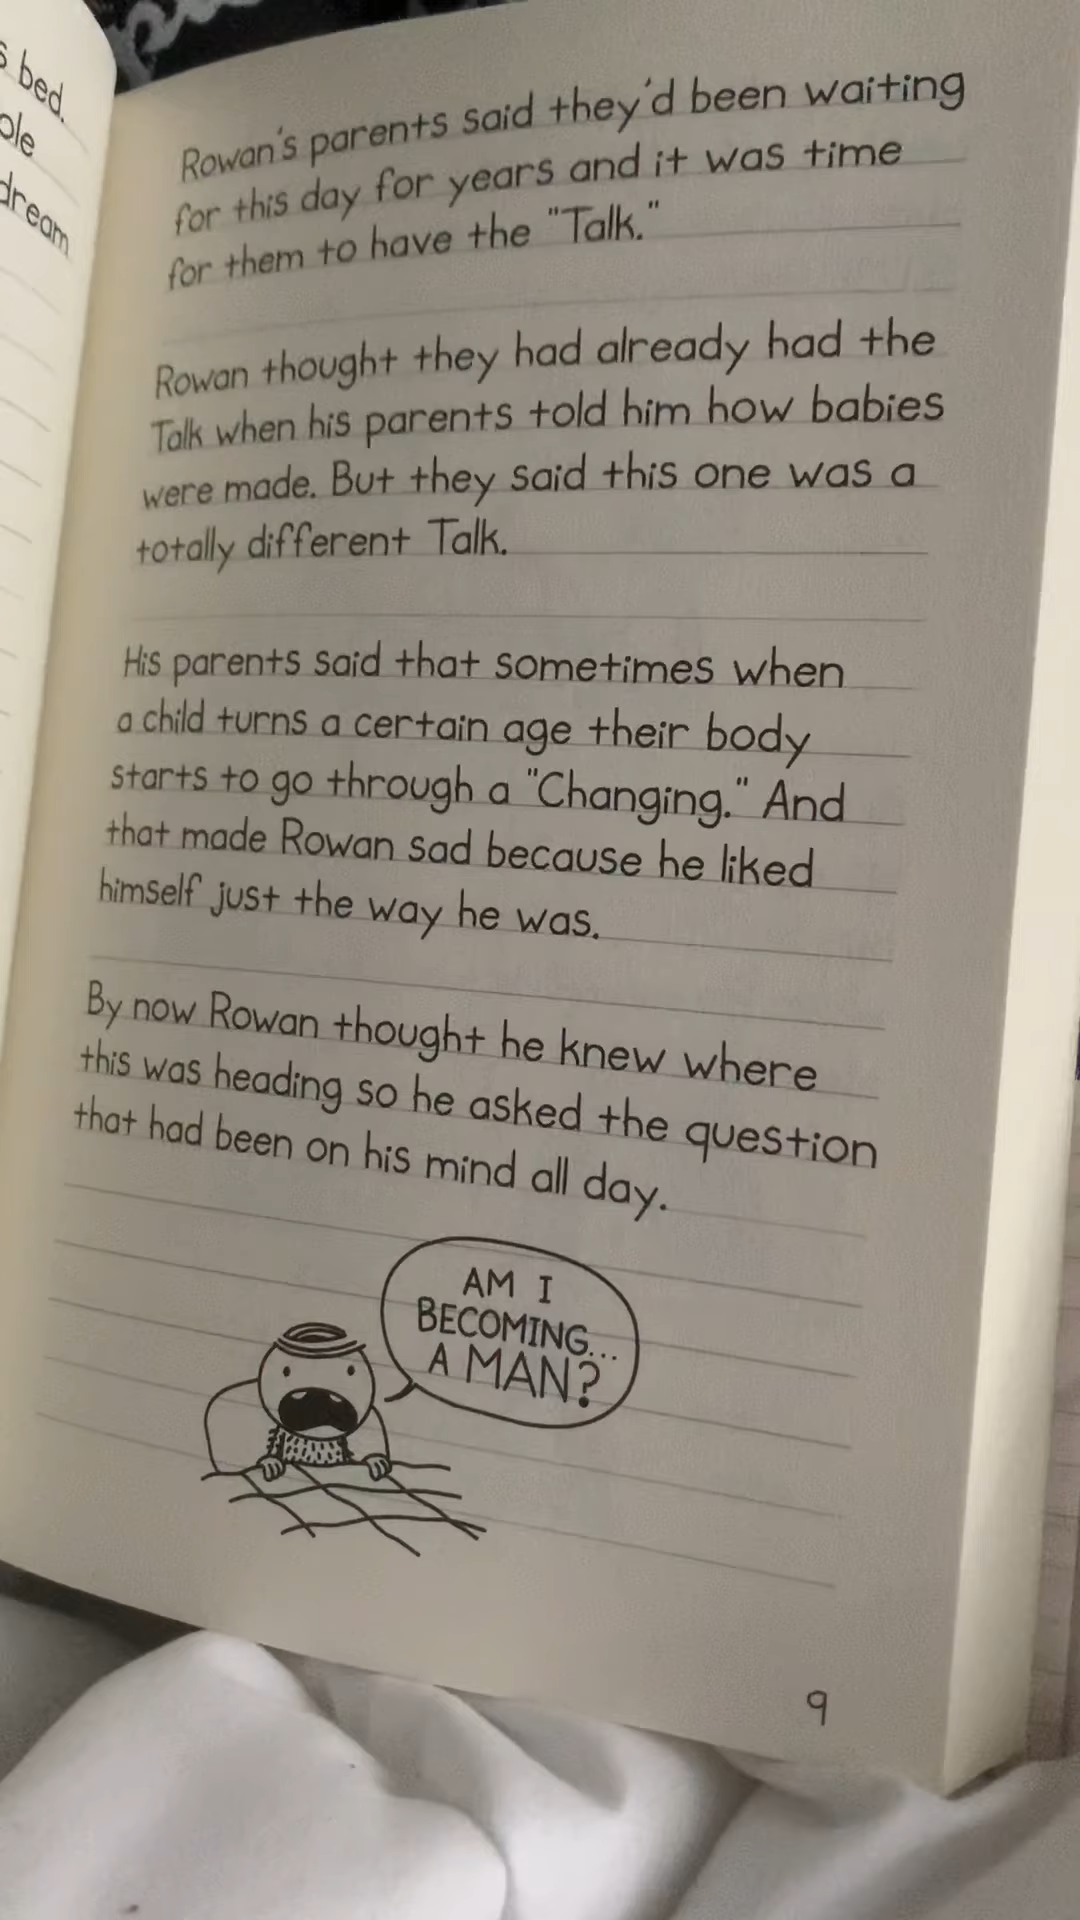 s bed.
ole
dream
Rowan's parents said they'd been waiting
for this day for years and it was time
for them to have the "Talk."
Rowan thought they had already had the
Talk when his parents told him how babies
were made. But they said this one was a
totally different Talk.
His parents said that sometimes when
a child turns a certain age their body
starts to go through a "Changing." And
that made Rowan sad because he liked
himself just the way he was.
By now Rowan thought he knew where
this was heading so he asked the question
that had been on his mind all day.
AM I
BECOMING...
A MAN?
9